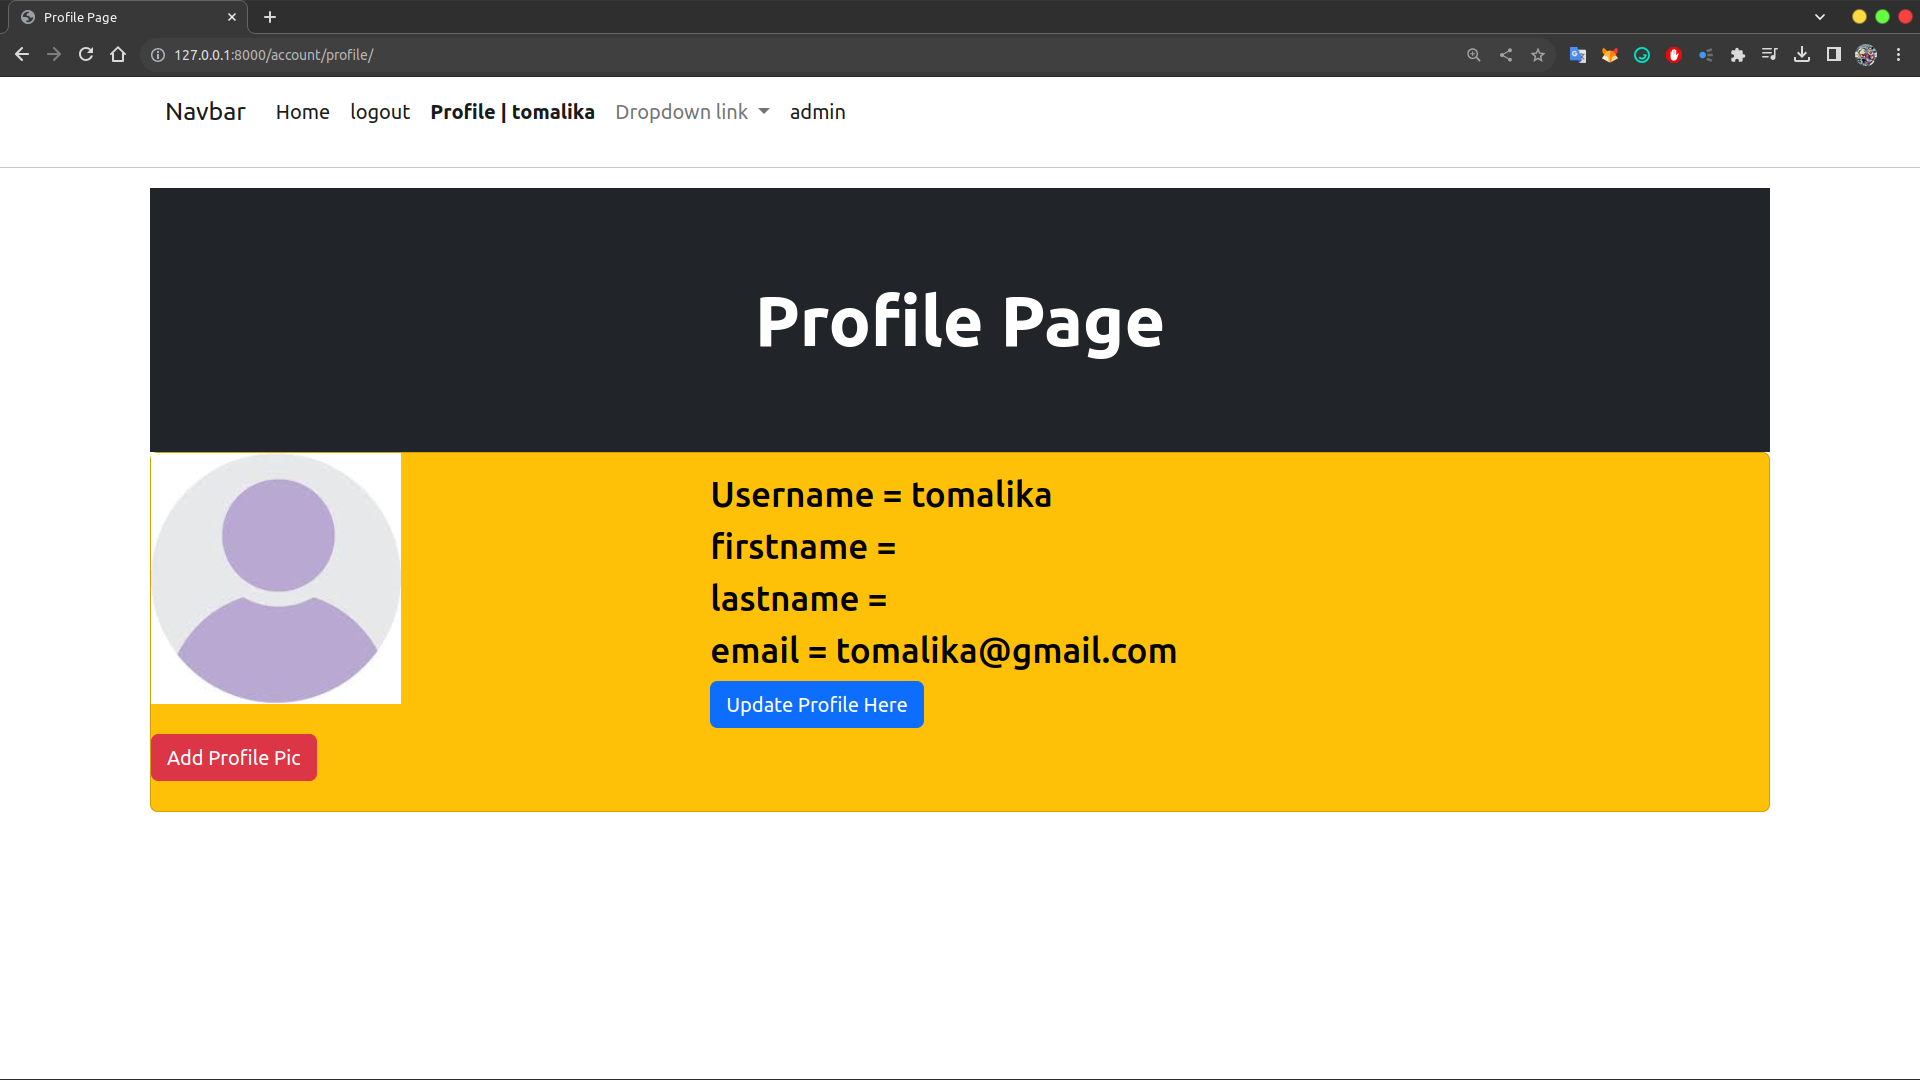 Profile Page
127.0.0.1:8000/account/profile/
Navbar Home logout Profile | tomalika Dropdown link admin
Profile Page
Username = tomalika
firstname =
lastname =
email = tomalika@gmail.com
Update Profile Here
Add Profile Pic